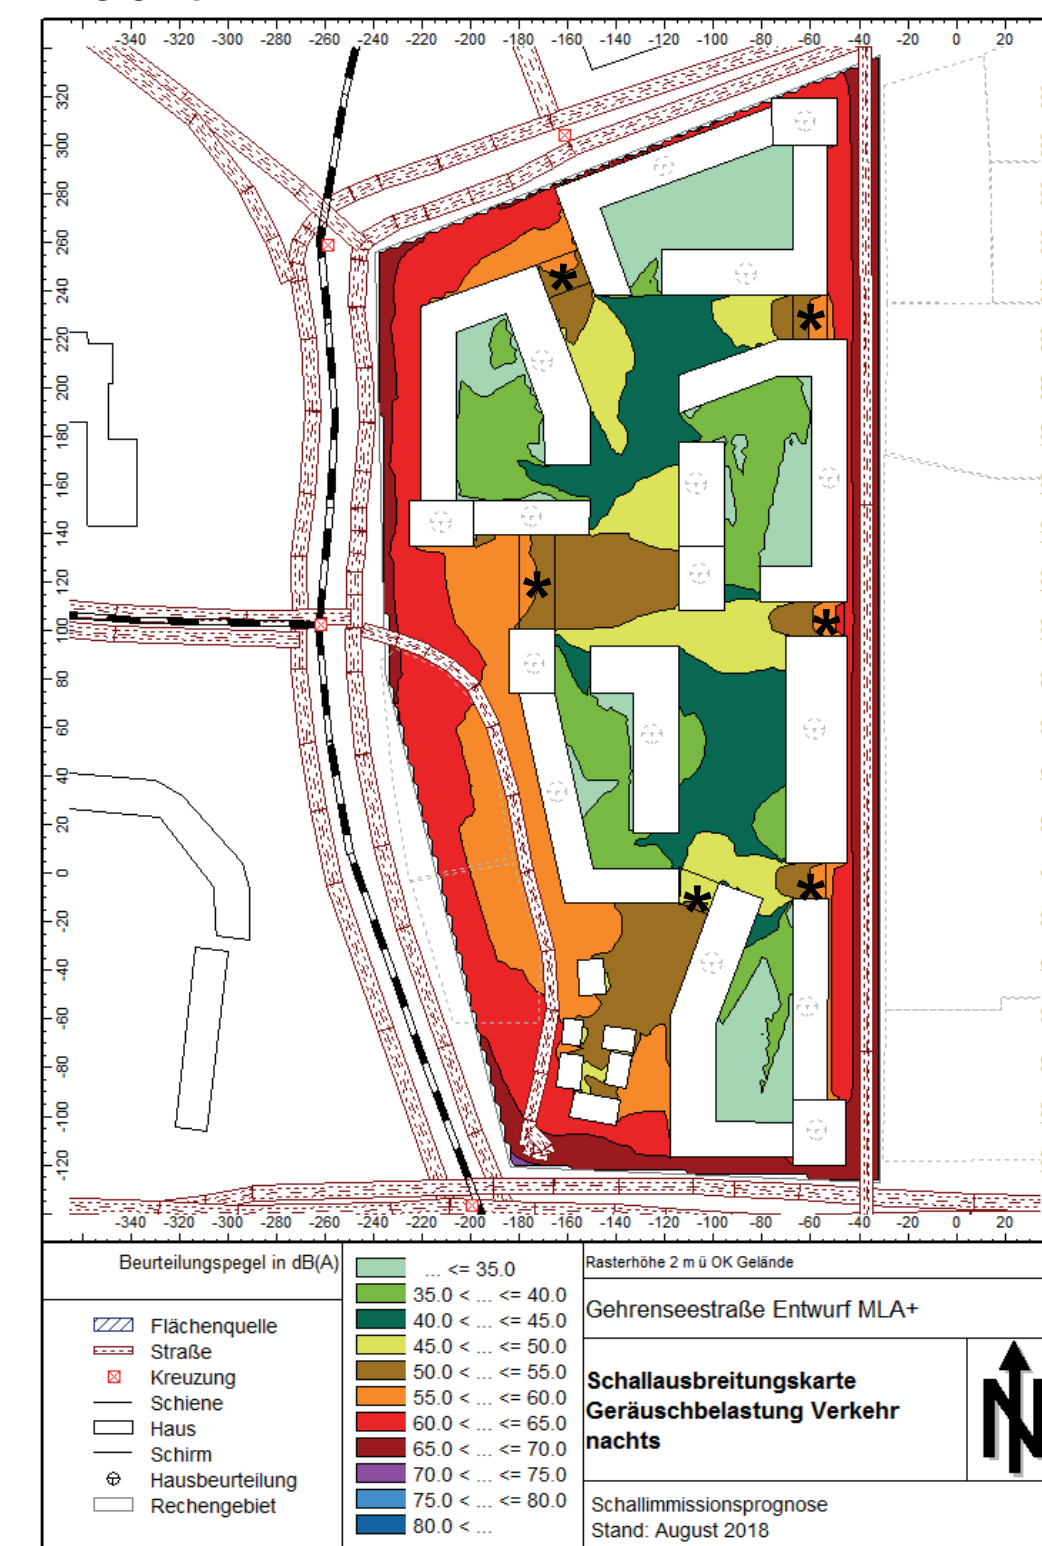 -340 -320 -300 -280 -260 -240 -220 -200 -180 -160 -140 -120 -100 -80 -60 -40 -20 0 20
320
300
280
260
240
220
200
180
160
140
120
100
80
60
40
20
0
-20
-40
-60
-80
-100
-120
*
*
*
*
*
*
-340 -320 -300 -280 -260 -240 -220 -200 -180 -160 -140 -120 -100 -80 -60 -40 -20 0 20
Beurteilungspegel in dB(A)
Flächenquelle
Straße
Kreuzung
Schiene
Haus
Schirm
Hausbeurteilung
Rechengebiet
... <= 35.0
35.0 < ... <= 40.0
40.0 < ... <= 45.0
45.0 < ... <= 50.0
50.0 < ... <= 55.0
55.0 < ... <= 60.0
60.0 < ... <= 65.0
65.0 < ... <= 70.0
70.0 < ... <= 75.0
75.0 < ... <= 80.0
80.0 < ...
Rasterhöhe 2 m ü OK Gelände
Gehrenseestraße Entwurf MLA+
Schallausbreitungskarte
Geräuschbelastung Verkehr
nachts
N
Schallimmissionsprognose
Stand: August 2018